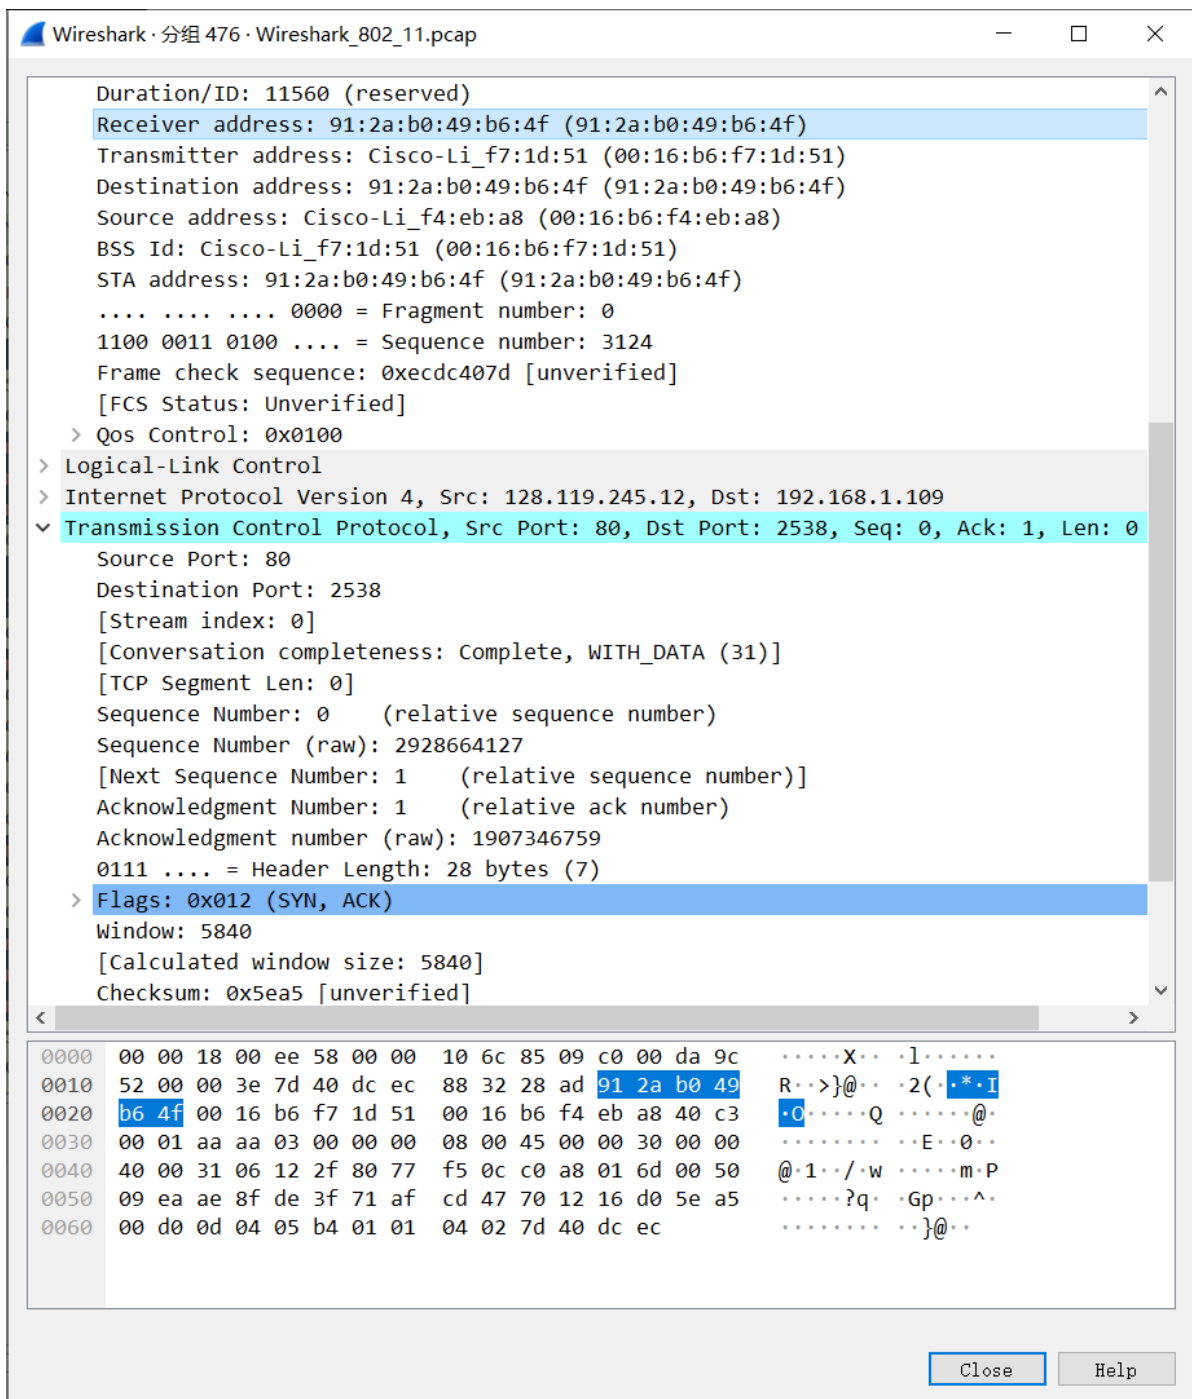 Wireshark · 分组 476 · Wireshark_802_11.pcap
Duration/ID: 11560 (reserved)
Receiver address: 91:2a:b0:49:b6:4f (91:2a:b0:49:b6:4f)
Transmitter address: Cisco-Li_f7:1d:51 (00:16:b6:f7:1d:51)
Destination address: 91:2a:b0:49:b6:4f (91:2a:b0:49:b6:4f)
Source address: Cisco-Li_f4:eb:a8 (00:16:b6:f4:eb:a8)
BSS Id: Cisco-Li_f7:1d:51 (00:16:b6:f7:1d:51)
STA address: 91:2a:b0:49:b6:4f (91:2a:b0:49:b6:4f)
.... .... .... 0000 = Fragment number: 0
1100 0011 0100 .... = Sequence number: 3124
Frame check sequence: 0xecdc407d [unverified]
[FCS Status: Unverified]
> Qos Control: 0x0100
> Logical-Link Control
> Internet Protocol Version 4, Src: 128.119.245.12, Dst: 192.168.1.109
Transmission Control Protocol, Src Port: 80, Dst Port: 2538, Seq: 0, Ack: 1, Len: 0
Source Port: 80
Destination Port: 2538
[Stream index: 0]
[Conversation completeness: Complete, WITH_DATA (31)]
[TCP Segment Len: 0]
Sequence Number: 0    (relative sequence number)
Sequence Number (raw): 2928664127
[Next Sequence Number: 1    (relative sequence number)]
Acknowledgment Number: 1    (relative ack number)
Acknowledgment number (raw): 1907346759
0111 .... = Header Length: 28 bytes (7)
> Flags: 0x012 (SYN, ACK)
Window: 5840
[Calculated window size: 5840]
Checksum: 0x5ea5 [unverified]
0000  00 00 18 00 ee 58 00 00  10 6c 85 09 c0 00 da 9c  ·····X·· ·l······
0010  52 00 00 3e 7d 40 dc ec  88 32 28 ad 91 2a b0 49  R··>}@·· ·2(··*·I
0020  b6 4f 00 16 b6 f7 1d 51  00 16 b6 f4 eb a8 40 c3  ·O·····Q ······@·
0030  00 01 aa aa 03 00 00 00  08 00 45 00 00 30 00 00  ········ ··E··0··
0040  40 00 31 06 12 2f 80 77  f5 0c c0 a8 01 6d 00 50  @·1··/·w ·····m·P
0050  09 ea ae 8f de 3f 71 af  cd 47 70 12 16 d0 5e a5  ·····?q· ·Gp···^·
0060  00 d0 0d 04 05 b4 01 01  04 02 7d 40 dc ec  ········ ··}@··
Close Help